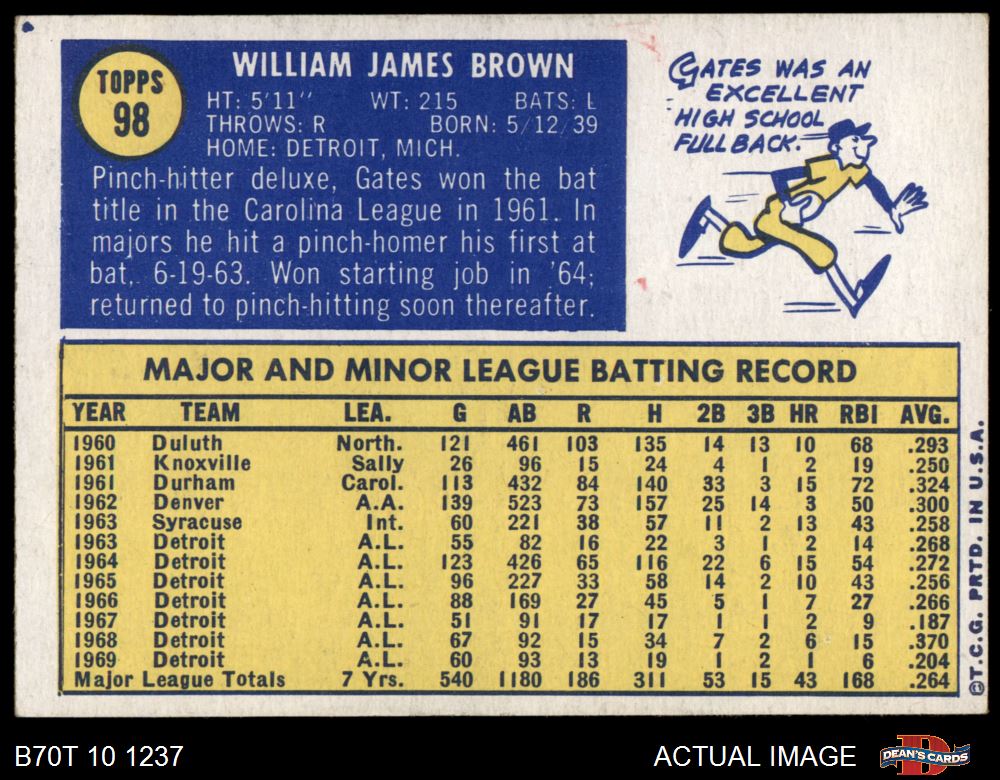 TOPPS
98
WILLIAM JAMES BROWN
HT: 5'11" WT: 215 BATS: L
THROWS: R BORN: 5/12/39
HOME: DETROIT, MICH.
Pinch-hitter deluxe, Gates won the bat
title in the Carolina League in 1961. In
majors he hit a pinch-homer his first at
bat, 6-19-63. Won starting job in '64;
returned to pinch-hitting soon thereafter.
GATES WAS AN
EXCELLENT
HIGH SCHOOL
FULLBACK.
MAJOR AND MINOR LEAGUE BATTING RECORD
YEAR TEAM LEA. G AB R H 2B 3B HR RBI AVG.
1960 Duluth North. 121 461 103 135 14 13 10 68 .293
1961 Knoxville Sally 26 96 15 24 4 1 2 19 .250
1961 Durham Carol. 113 432 84 140 33 3 15 72 .324
1962 Denver A.A. 139 523 73 157 25 14 3 50 .300
1963 Syracuse Int. 60 221 38 57 11 2 13 43 .258
1963 Detroit A.L. 55 82 16 22 3 1 2 14 .268
1964 Detroit A.L. 123 426 65 116 22 6 15 54 .272
1965 Detroit A.L. 96 227 33 58 14 2 10 43 .256
1966 Detroit A.L. 88 169 27 45 5 1 7 27 .266
1967 Detroit A.L. 51 91 17 17 1 1 2 9 .187
1968 Detroit A.L. 67 92 15 34 7 2 6 15 .370
1969 Detroit A.L. 60 93 13 19 1 2 1 6 .204
Major League Totals 7 Yrs. 540 1180 186 311 53 15 43 168 .264
©T.C.G. PRTD. IN U.S.A.
B70T 10 1237
ACTUAL IMAGE
DEAN'S CARDS